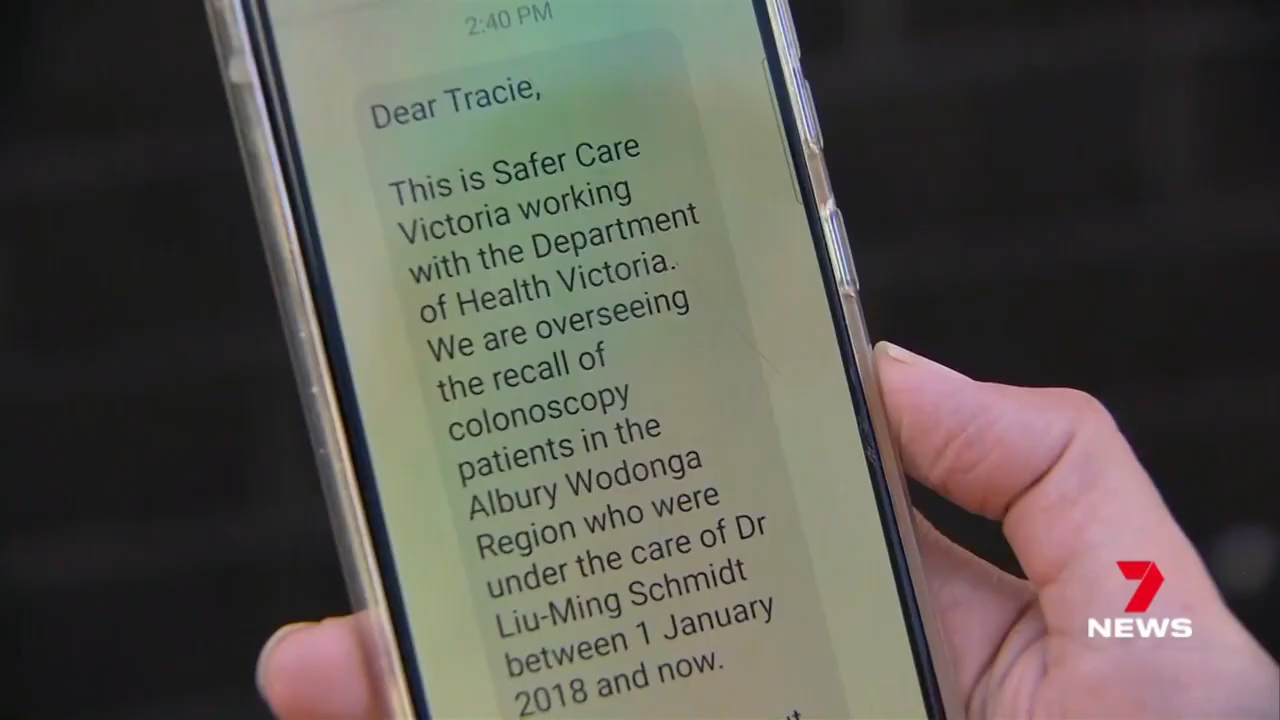 2:40 PM
Dear Tracie,
This is Safer Care
Victoria working
with the Department
of Health Victoria.
We are overseeing
the recall of
colonoscopy
patients in the
Albury Wodonga
Region who were
under the care of Dr
Liu-Ming Schmidt
between 1 January
2018 and now.
7
NEWS